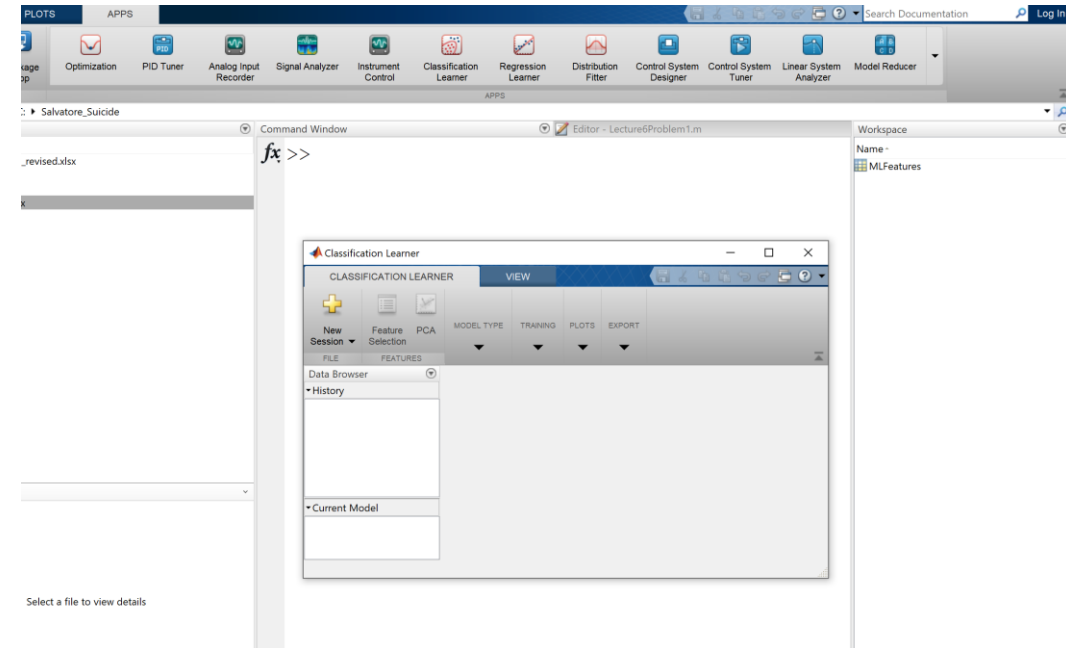 PLOTS APPS Search Documentation Log In
Optimization PID Tuner Analog Input Recorder Signal Analyzer Instrument Control Classification Learner Regression Learner Distribution Fitter Control System Designer Control System Tuner Linear System Analyzer Model Reducer
APPS
Salvatore_Suicide
Command Window Editor - Lecture6Problem1.m Workspace
fx >>
Name
_revised.xlsx
MLFeatures
x
Classification Learner
CLASSIFICATION LEARNER VIEW
New Session Feature Selection PCA MODEL TYPE TRAINING PLOTS EXPORT
FILE FEATURES
Data Browser
History
Current Model
Select a file to view details